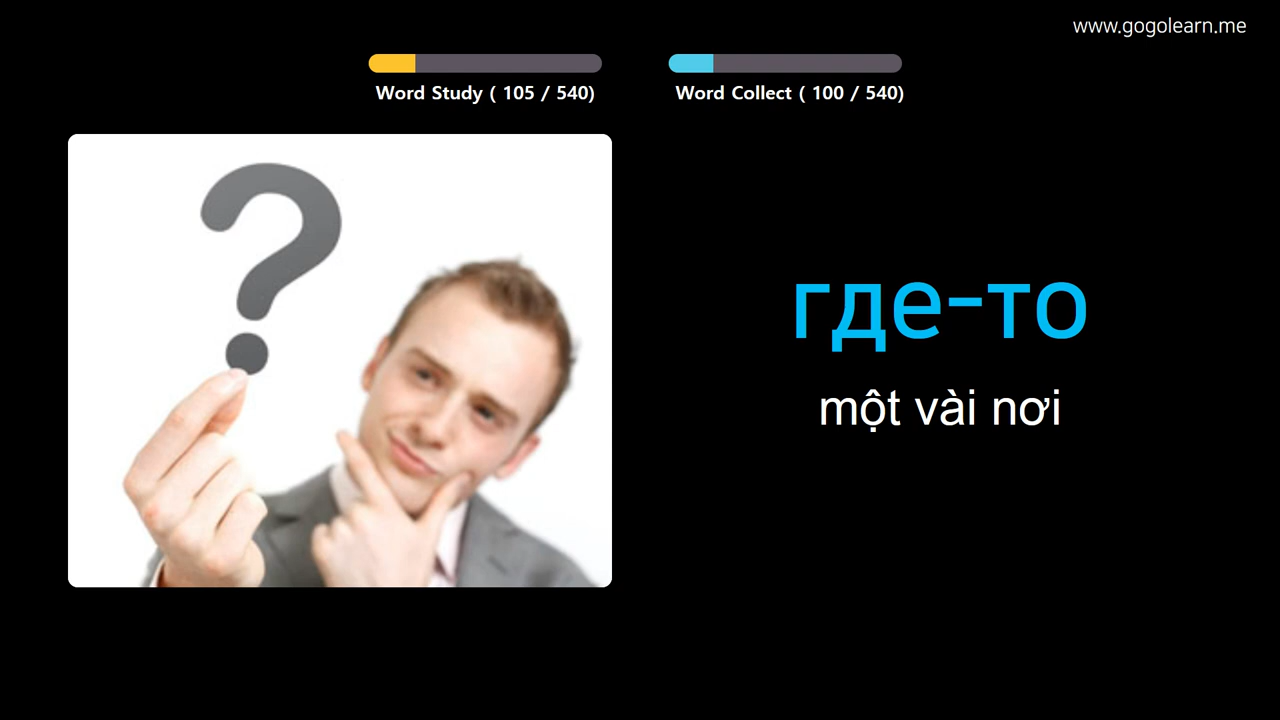 www.gogolearn.me
Word Study ( 105 / 540)
Word Collect ( 100 / 540)
где-то
một vài nơi